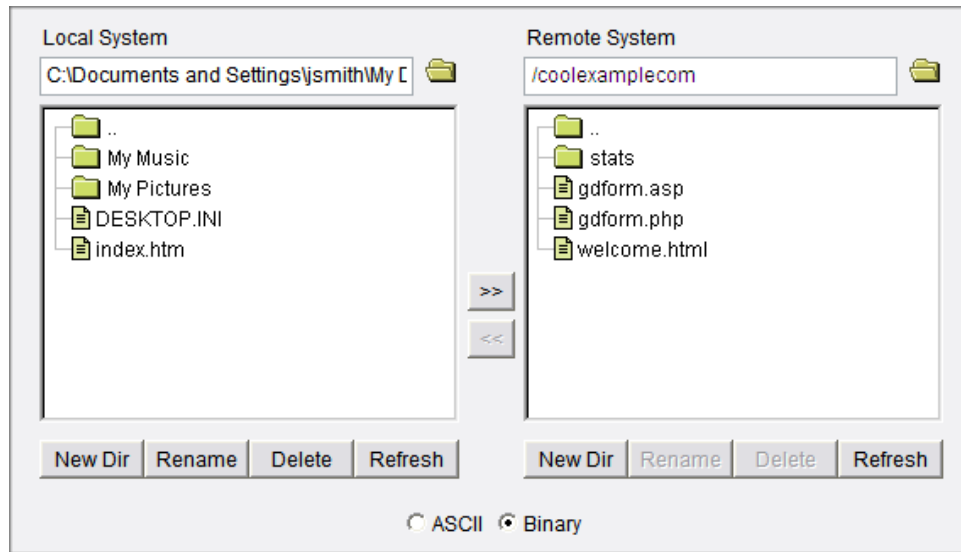 Local System
C:\Documents and Settings\jsmith\My D
..
My Music
My Pictures
DESKTOP.INI
index.htm
>>
<<
New Dir Rename Delete Refresh
Remote System
/coolexamplecom
..
stats
gdform.asp
gdform.php
welcome.html
New Dir Rename Delete Refresh
ASCII Binary